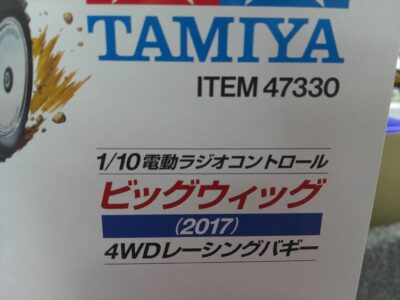 TAMIYA
ITEM 47330
1/10電動ラジオコントロール
ビッグウィッグ
(2017)
4WDレーシングバギー